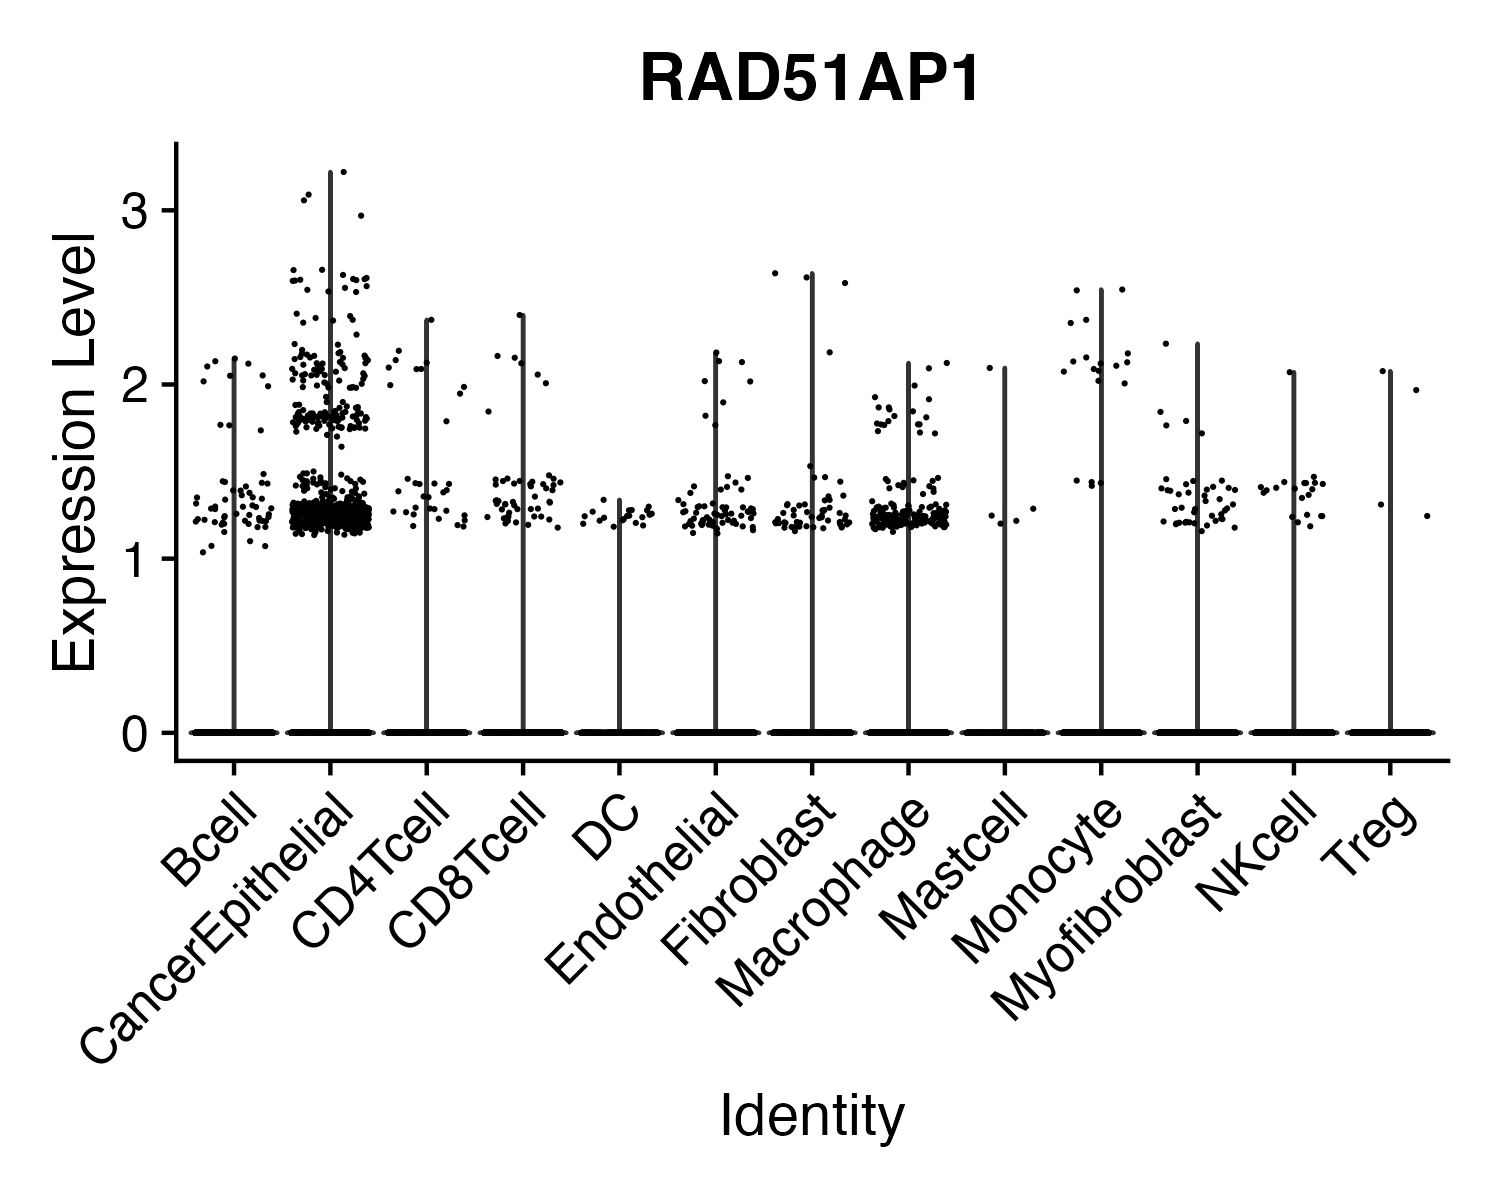 RAD51AP1
Expression Level
3
2
1
0
Bcell
CancerEpithelial
CD4Tcell
CD8Tcell
DC
Endothelial
Fibroblast
Macrophage
Mastcell
Monocyte
Myofibroblast
NKcell
Treg
Identity